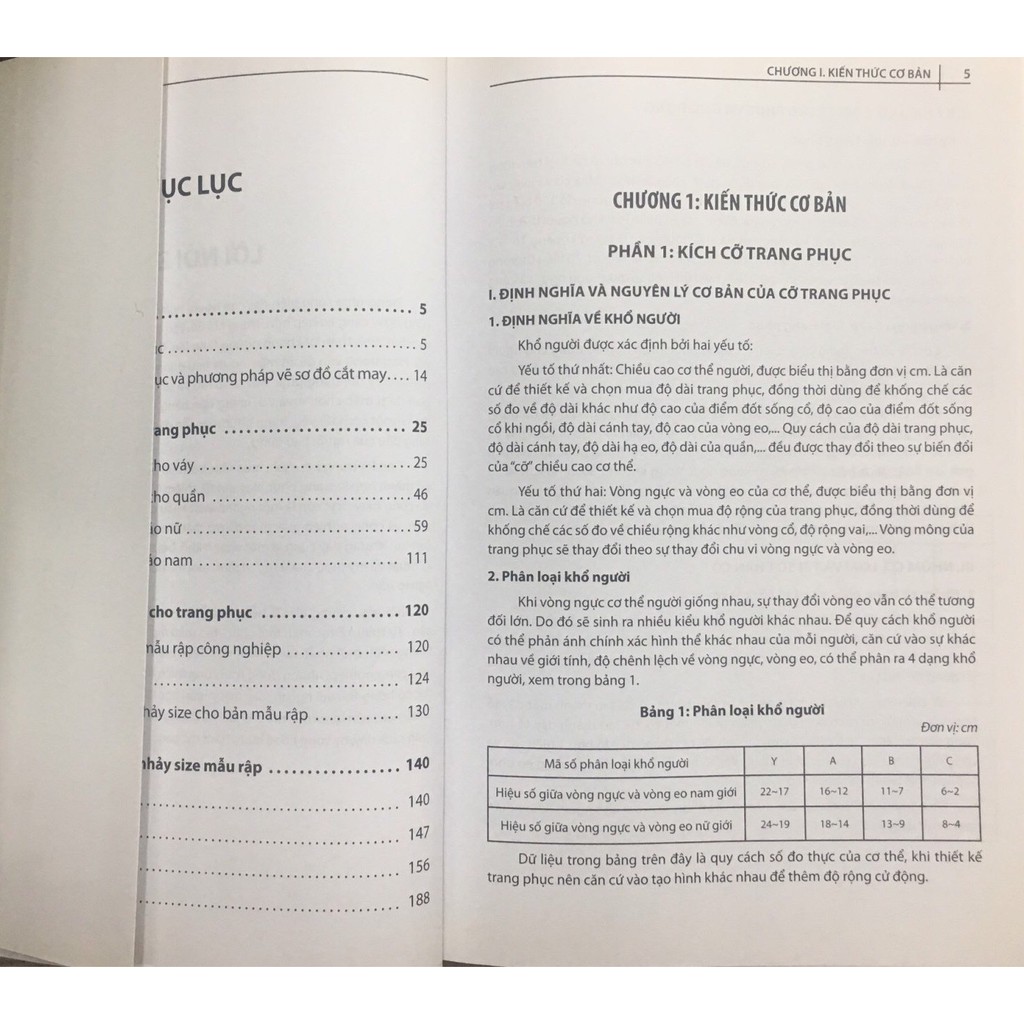 ỤC LỤC
5
5
ục và phương pháp vẽ sơ đồ cắt may.... 14
ang phục 25
ho váy 25
ho quần 46
áo nữ 59
áo nam 111
cho trang phục 120
mẫu rập công nghiệp 120
124
nhảy size cho bản mẫu rập 130
nhảy size mẫu rập 140
140
147
156
188
CHƯƠNG I. KIẾN THỨC CƠ BẢN 5
CHƯƠNG 1: KIẾN THỨC CƠ BẢN
PHẦN 1: KÍCH CỠ TRANG PHỤC
I. ĐỊNH NGHĨA VÀ NGUYÊN LÝ CƠ BẢN CỦA CỠ TRANG PHỤC
1. ĐỊNH NGHĨA VỀ KHỔ NGƯỜI
Khổ người được xác định bởi hai yếu tố:
Yếu tố thứ nhất: Chiều cao cơ thể người, được biểu thị bằng đơn vị cm. Là căn
cứ để thiết kế và chọn mua độ dài trang phục, đồng thời dùng để khống chế các
số đo về độ dài khác như độ cao của điểm đốt sống cổ, độ cao của điểm đốt sống
cổ khi ngồi, độ dài cánh tay, độ cao của vòng eo,... Quy cách của độ dài trang phục,
độ dài cánh tay, độ dài hạ eo, độ dài của quần,... đều được thay đổi theo sự biến đổi
của “cỡ” chiều cao cơ thể.
Yếu tố thứ hai: Vòng ngực và vòng eo của cơ thể, được biểu thị bằng đơn vị
cm. Là căn cứ để thiết kế và chọn mua độ rộng của trang phục, đồng thời dùng để
khống chế các số đo về chiều rộng khác như vòng cổ, độ rộng vai,... Vòng mông của
trang phục sẽ thay đổi theo sự thay đổi chu vi vòng ngực và vòng eo.
2. Phân loại khổ người
Khi vòng ngực cơ thể người giống nhau, sự thay đổi vòng eo vẫn có thể tương
đối lớn. Do đó sẽ sinh ra nhiều kiểu khổ người khác nhau. Để quy cách khổ người
có thể phản ánh chính xác hình thể khác nhau của mỗi người, căn cứ vào sự khác
nhau về giới tính, độ chênh lệch về vòng ngực, vòng eo, có thể phân ra 4 dạng khổ
người, xem trong bảng 1.
Bảng 1: Phân loại khổ người
Đơn vị: cm
Mã số phân loại khổ người Y A B C
Hiệu số giữa vòng ngực và vòng eo nam giới 22~17 16~12 11~7 6~2
Hiệu số giữa vòng ngực và vòng eo nữ giới 24~19 18~14 13~9 8~4
Dữ liệu trong bảng trên đây là quy cách số đo thực của cơ thể, khi thiết kế
trang phục nên căn cứ vào tạo hình khác nhau để thêm độ rộng cử động.